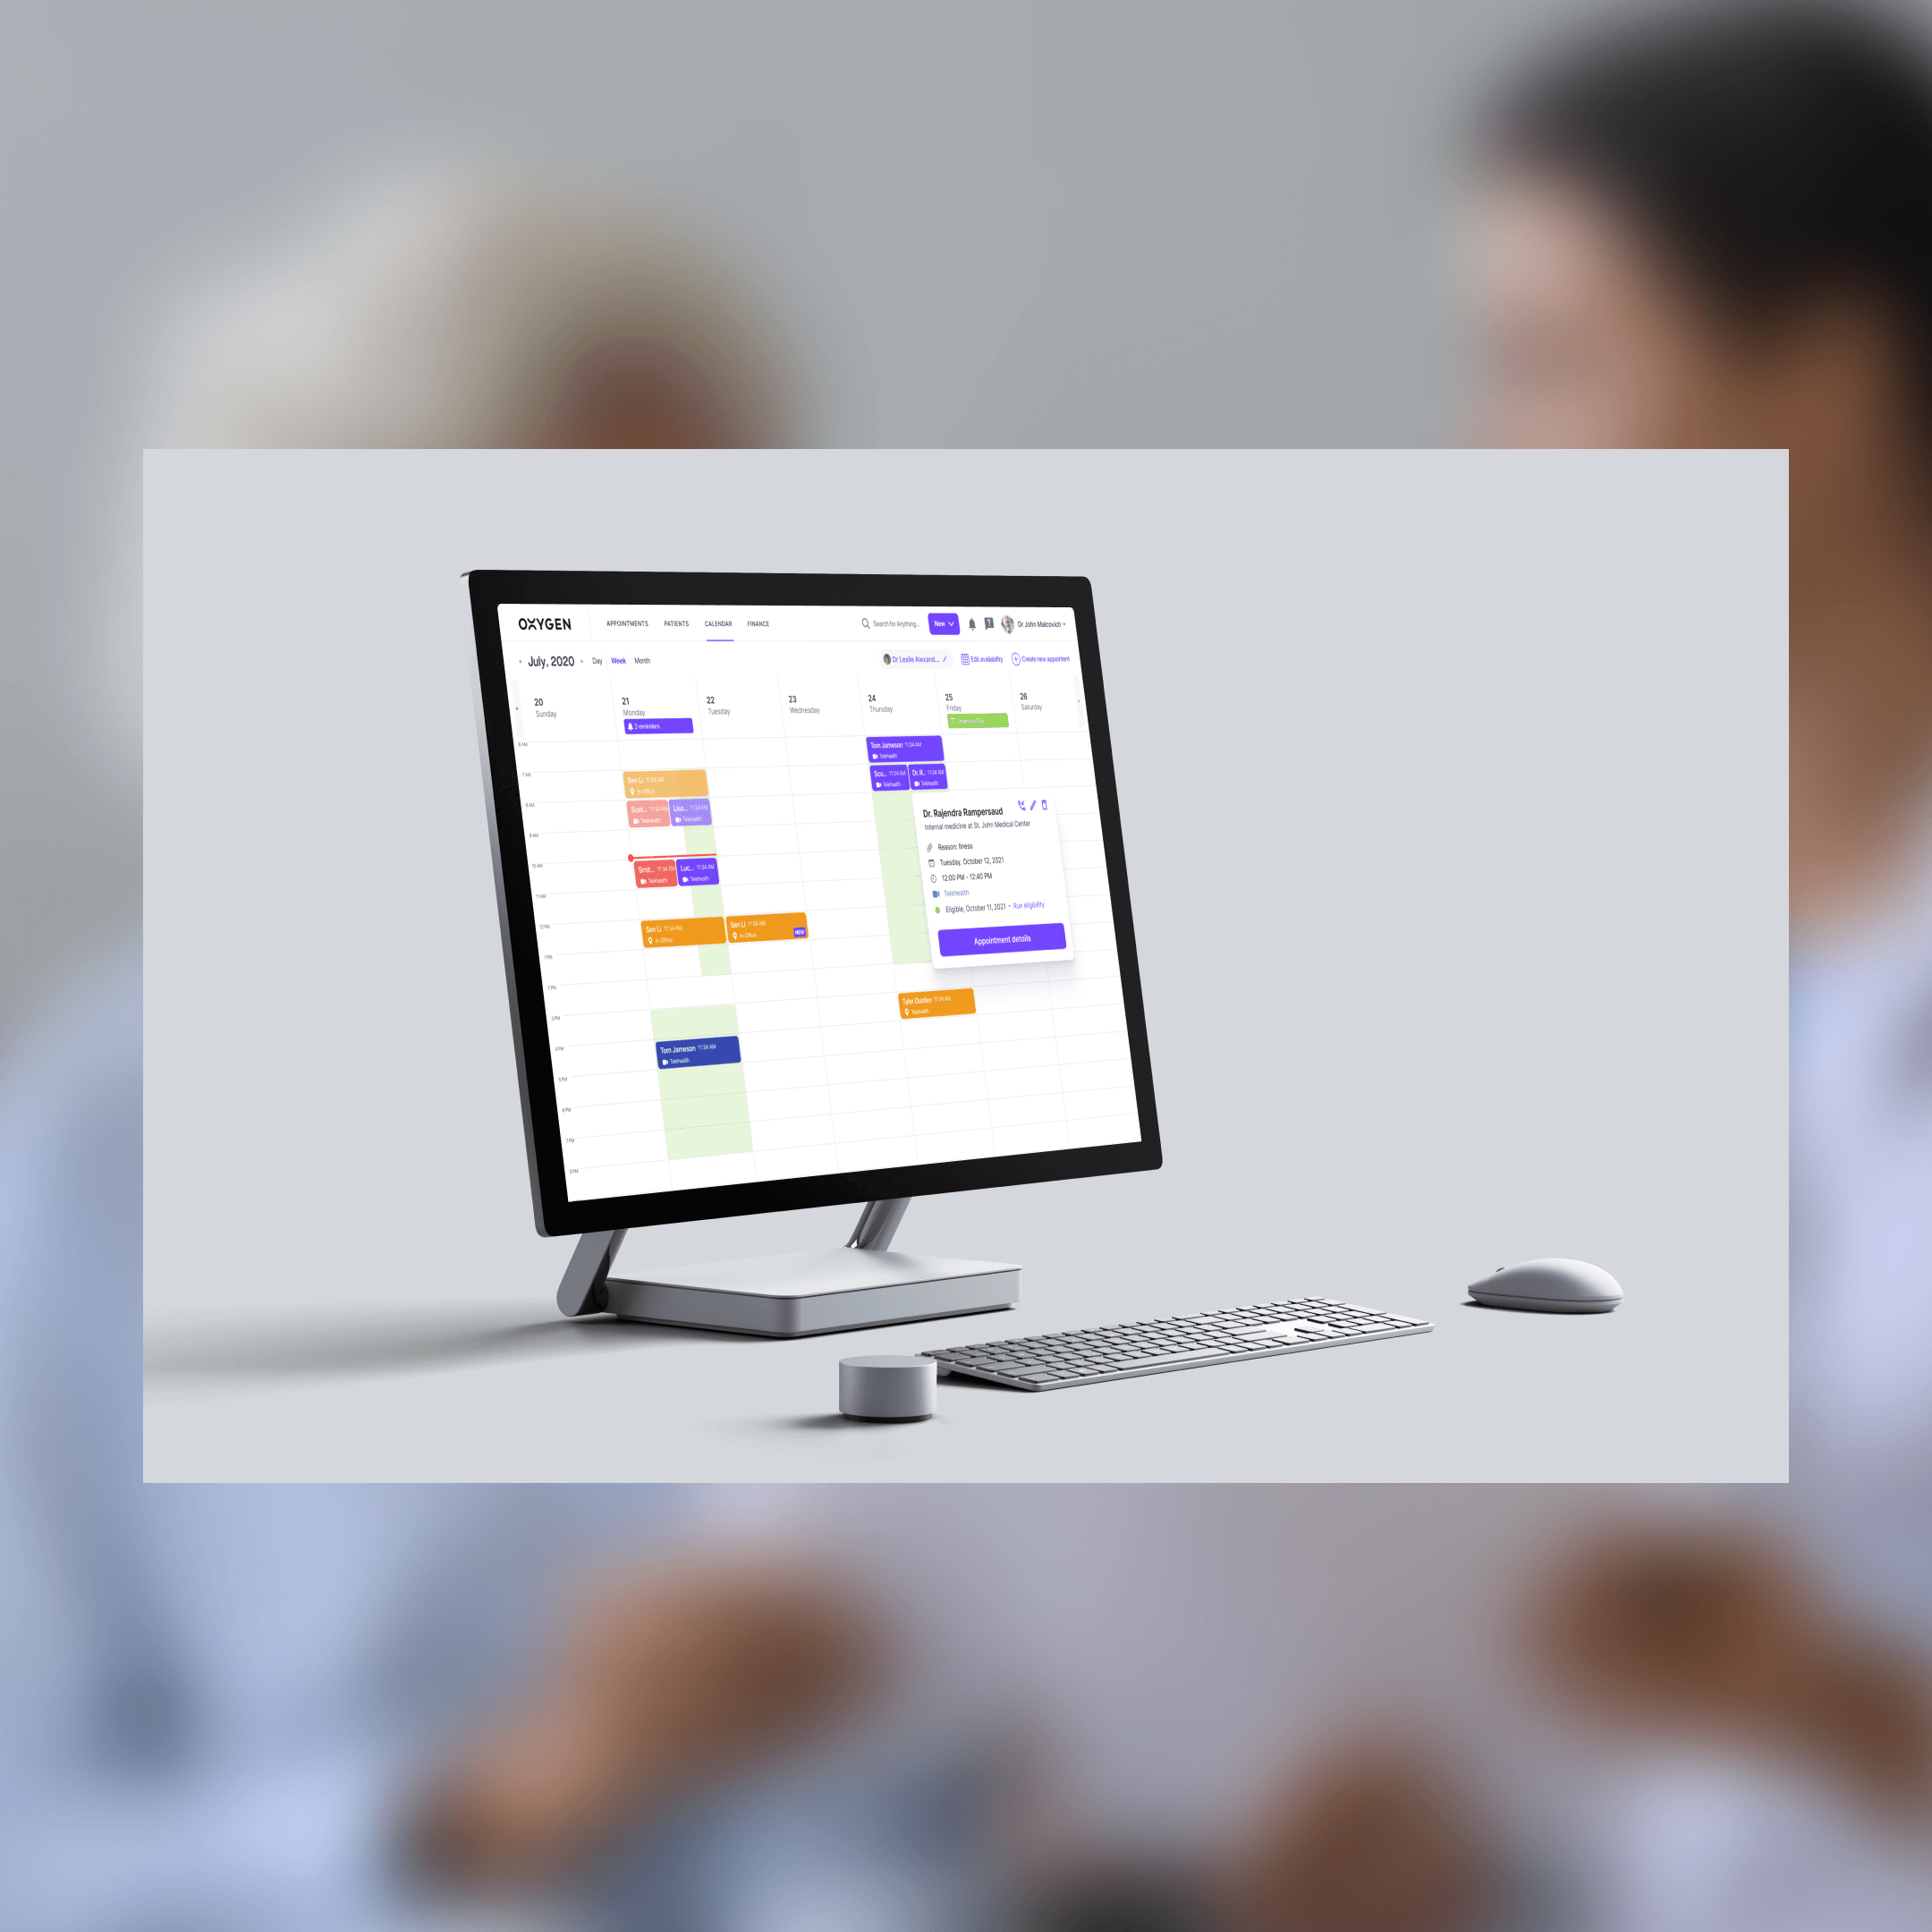 OXYGEN
APPOINTMENTS PATIENTS CALENDAR FINANCE
Search for Anything... New Dr John Malcovich
July, 2020 Day Week Month
Dr Leslie Alexand... Edit availability Create new appointment
20 Sunday
21 Monday
22 Tuesday
23 Wednesday
24 Thursday
25 Friday
26 Saturday
3 reminders
6 AM
7 AM
8 AM
9 AM
10 AM
11 AM
12 PM
1 PM
2 PM
3 PM
4 PM
5 PM
6 PM
7 PM
8 PM
Sen Li 11:34 AM
In Office
Scot... 11:34 AM
Telehealth
Lisa... 11:34 AM
Telehealth
Smit... 11:34 AM
Telehealth
Luc... 11:34 AM
Telehealth
Sen Li 11:34 AM
In Office
Sen Li 11:34 AM
In Office
NEW
Tom Jameson 11:34 AM
Telehealth
Tom Jameson 11:34 AM
Telehealth
Sco... 11:34 AM
Telehealth
Dr. R.. 11:34 AM
Telehealth
Dr. Rajendra Rampersaud
Internal medicine at St. John Medical Center
Reason: illness
Tuesday, October 12, 2021
12:00 PM - 12:40 PM
Telehealth
Eligible, October 11, 2021 • Run eligibility
Appointment details
Tyler Durden 11:34 AM
Telehealth